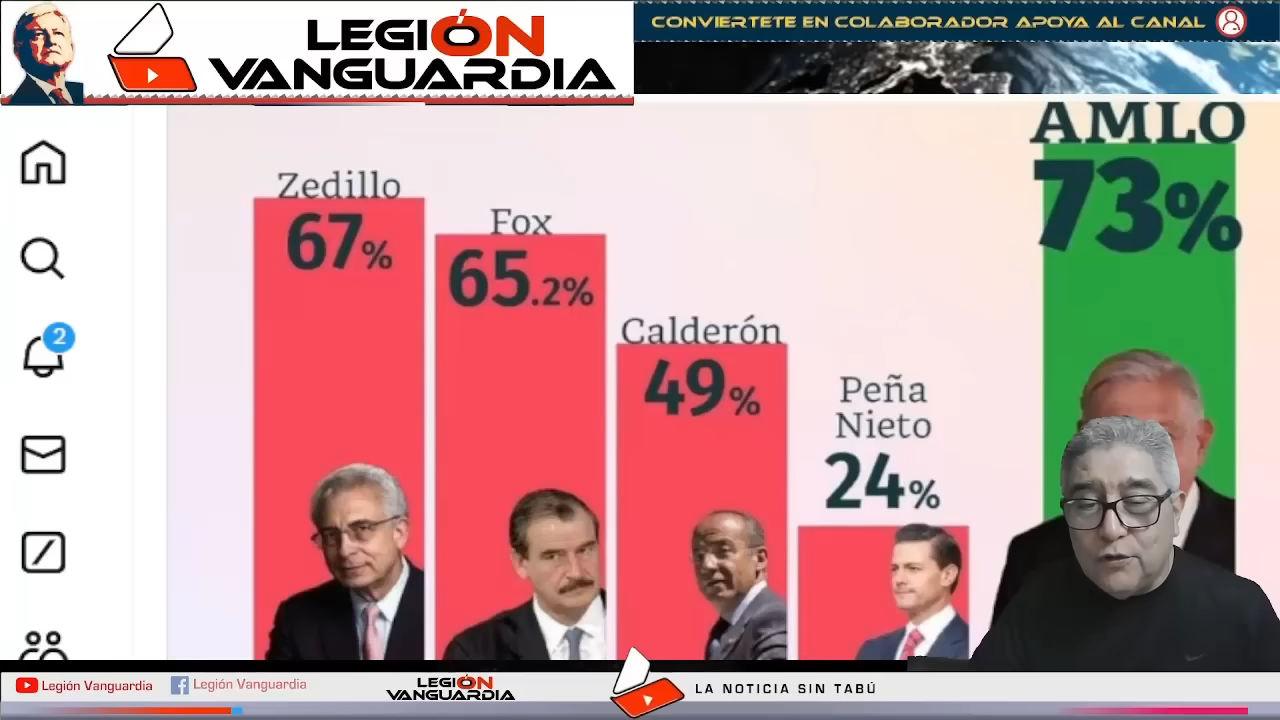 LEGIÓN
VANGUARDIA
CONVIERTETE EN COLABORADOR APOYA AL CANAL
AMLO
73%
Zedillo
67%
Fox
65.2%
Calderón
49%
Peña
Nieto
24%
2
Legión Vanguardia
Legión Vanguardia
LEGIÓN
VANGUARDIA
LA NOTICIA SIN TABÚ